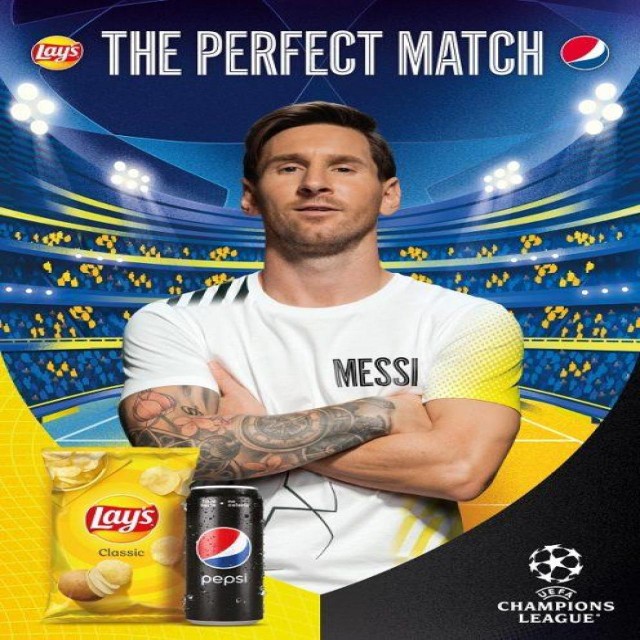 Lay's THE PERFECT MATCH
MESSI
Lay's
Classic
pepsi
UEFA
CHAMPIONS
LEAGUE